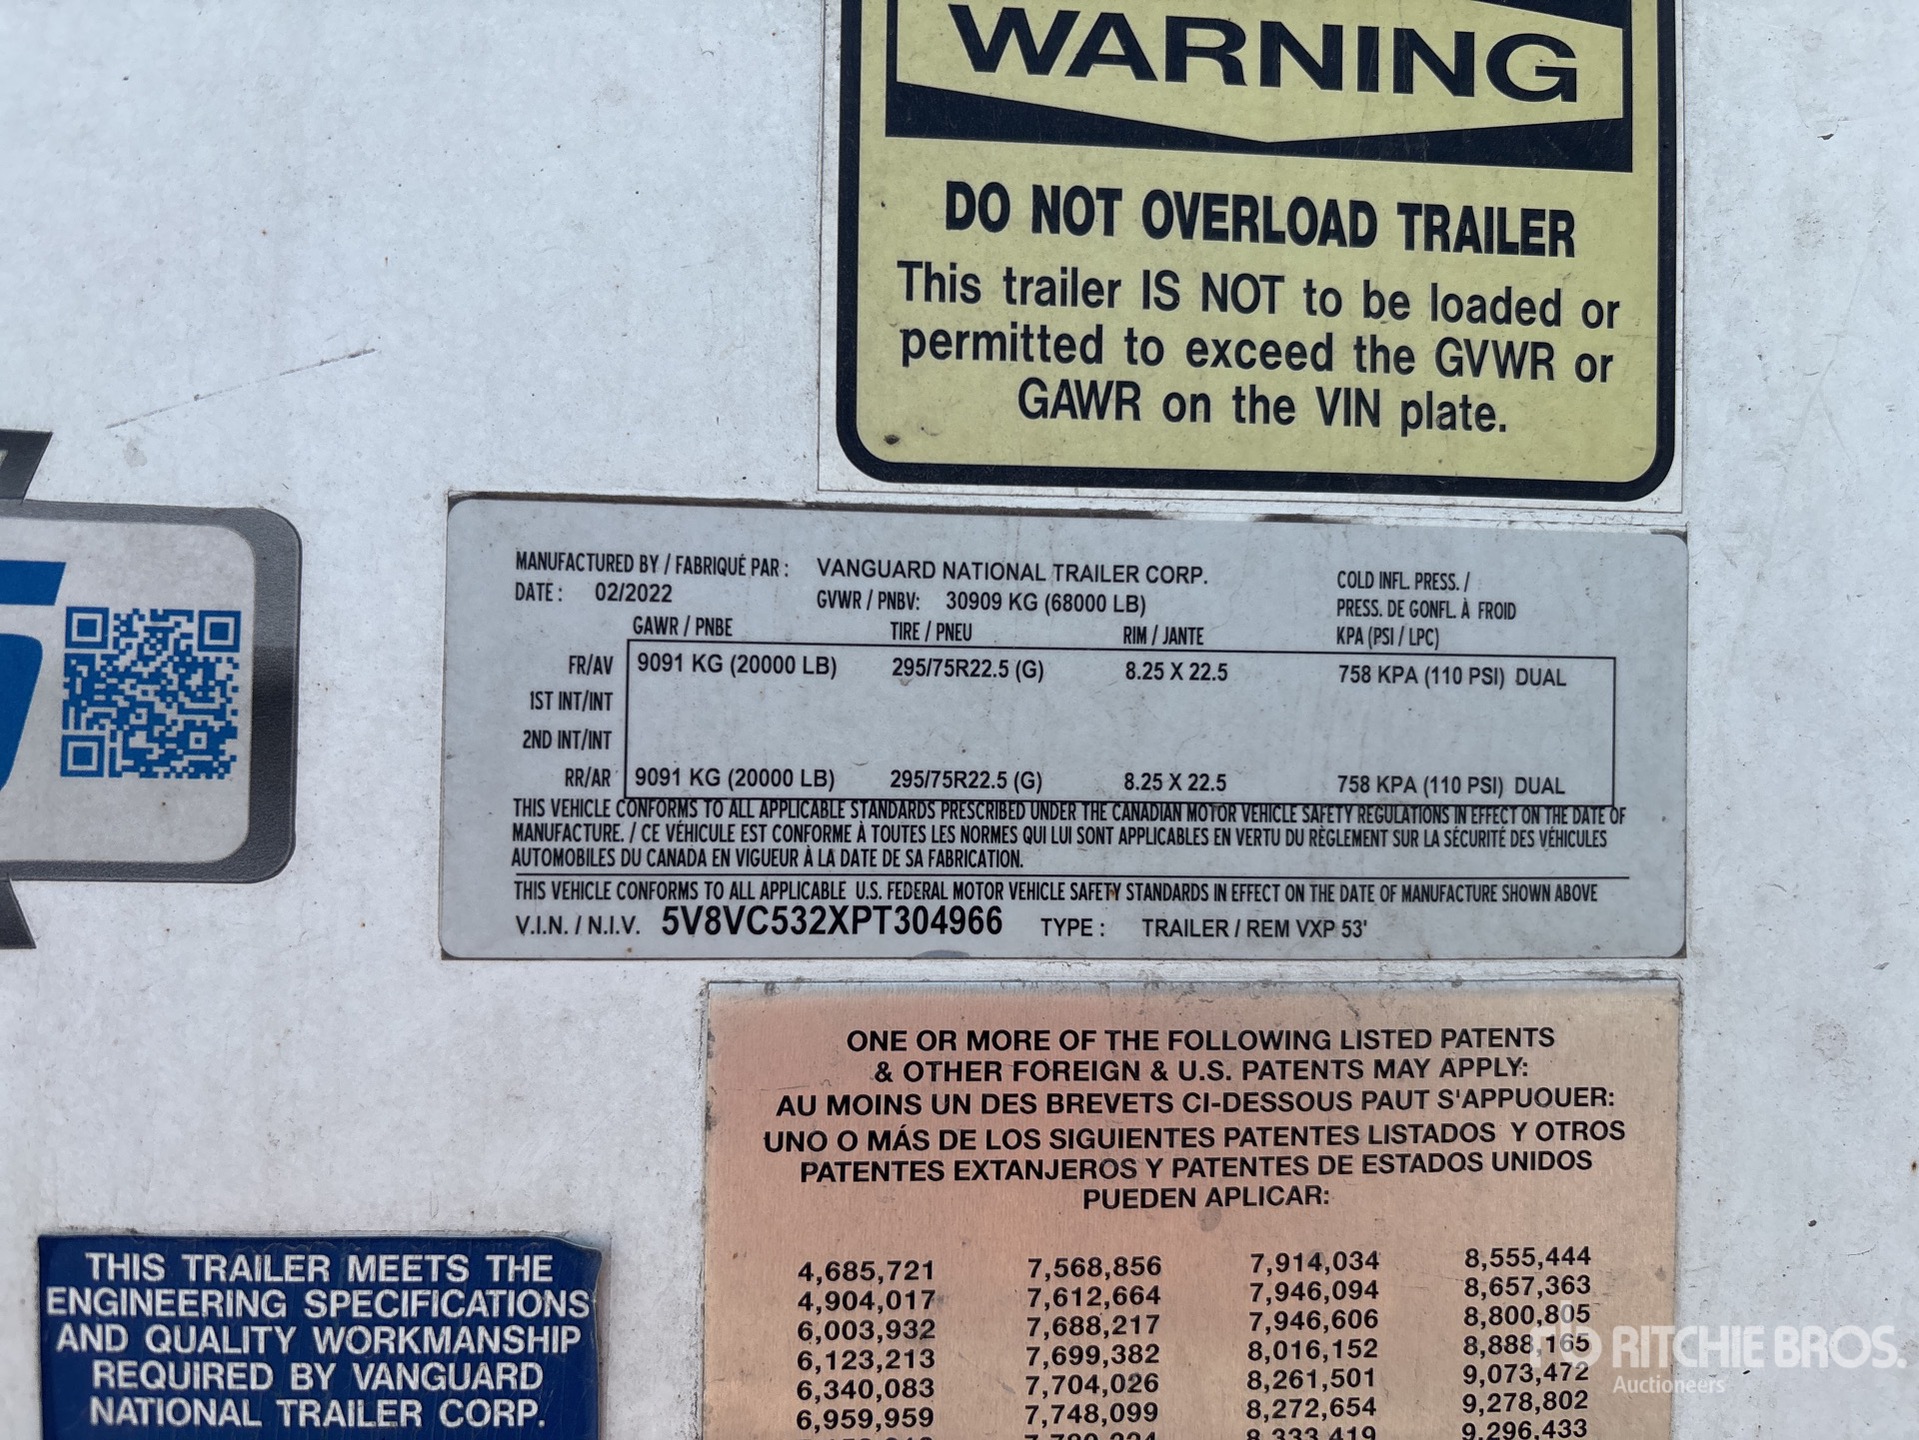 WARNING
DO NOT OVERLOAD TRAILER
This trailer IS NOT to be loaded or
permitted to exceed the GVWR or
GAWR on the VIN plate.
MANUFACTURED BY / FABRIQUÉ PAR : VANGUARD NATIONAL TRAILER CORP.
DATE : 02/2022 GVWR / PNBV: 30909 KG (68000 LB)
COLD INFL. PRESS. /
PRESS. DE GONFL. À FROID
GAWR / PNBE TIRE / PNEU RIM / JANTE KPA (PSI / LPC)
FR/AV 9091 KG (20000 LB) 295/75R22.5 (G) 8.25 X 22.5 758 KPA (110 PSI) DUAL
1ST INT/INT
2ND INT/INT
RR/AR 9091 KG (20000 LB) 295/75R22.5 (G) 8.25 X 22.5 758 KPA (110 PSI) DUAL
THIS VEHICLE CONFORMS TO ALL APPLICABLE STANDARDS PRESCRIBED UNDER THE CANADIAN MOTOR VEHICLE SAFETY REGULATIONS IN EFFECT ON THE DATE OF
MANUFACTURE. / CE VÉHICULE EST CONFORME À TOUTES LES NORMES QUI LUI SONT APPLICABLES EN VERTU DU RÈGLEMENT SUR LA SÉCURITÉ DES VÉHICULES
AUTOMOBILES DU CANADA EN VIGUEUR À LA DATE DE SA FABRICATION.
THIS VEHICLE CONFORMS TO ALL APPLICABLE U.S. FEDERAL MOTOR VEHICLE SAFETY STANDARDS IN EFFECT ON THE DATE OF MANUFACTURE SHOWN ABOVE
V.I.N. / N.I.V. 5V8VC532XPT304966 TYPE : TRAILER / REM VXP 53'
ONE OR MORE OF THE FOLLOWING LISTED PATENTS
& OTHER FOREIGN & U.S. PATENTS MAY APPLY:
AU MOINS UN DES BREVETS CI-DESSOUS PAUT S'APPUOUER:
UNO O MÁS DE LOS SIGUIENTES PATENTES LISTADOS Y OTROS
PATENTES EXTANJEROS Y PATENTES DE ESTADOS UNIDOS
PUEDEN APLICAR:
4,685,721 7,568,856 7,914,034 8,555,444
4,904,017 7,612,664 7,946,094 8,657,363
6,003,932 7,688,217 7,946,606 8,800,805
6,123,213 7,699,382 8,016,152 8,888,165
6,340,083 7,704,026 8,261,501 9,073,472
6,959,959 7,748,099 8,272,654 9,278,802
8,333,419 9,296,433
THIS TRAILER MEETS THE
ENGINEERING SPECIFICATIONS
AND QUALITY WORKMANSHIP
REQUIRED BY VANGUARD
NATIONAL TRAILER CORP.
rb RITCHIE BROS.
Auctioneers